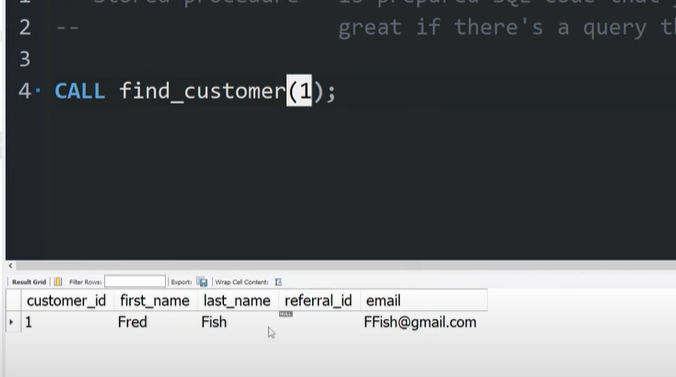 1 -- stored procedure = is prepared SQL code that
2 -- great if there's a query th
3
4 CALL find_customer(1);
Result Grid Filter Rows: Export: Wrap Cell Content:
customer_id first_name last_name referral_id email
1 Fred Fish NULL FFish@gmail.com